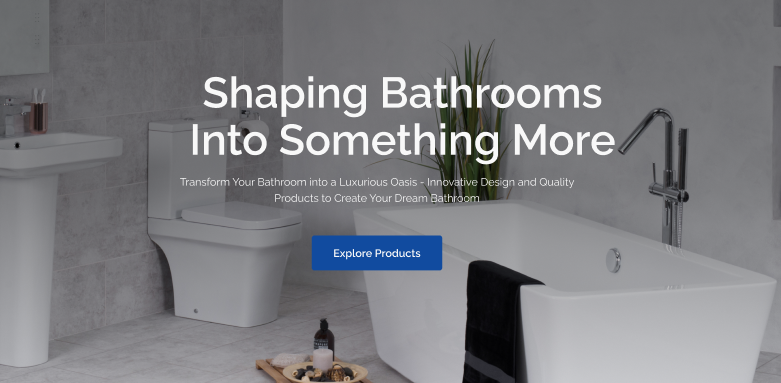 Shaping Bathrooms
Into Something More
Transform Your Bathroom into a Luxurious Oasis - Innovative Design and Quality
Products to Create Your Dream Bathroom
Explore Products